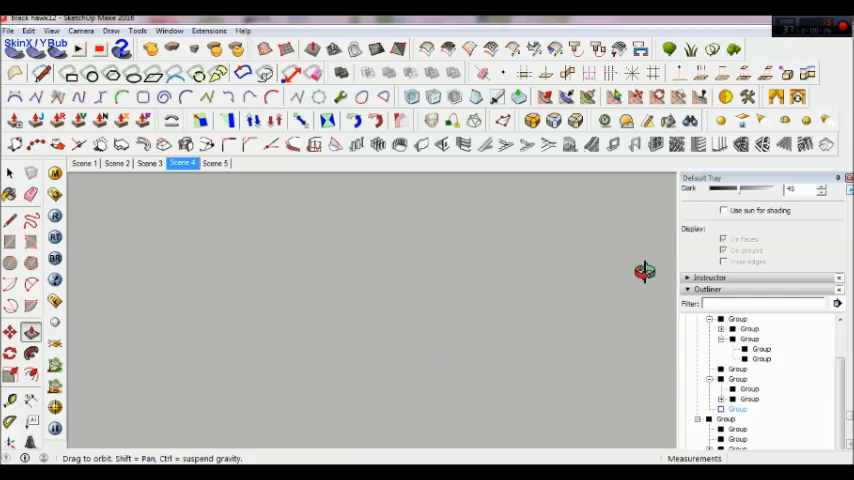 Black hawk12 - SketchUp Make 2016
File Edit View Camera Draw Tools Window Extensions Help
SkinX / YBub
Scene 1 Scene 2 Scene 3 Scene 4 Scene 5
Default Tray
Dark 45
Use sun for shading
Display:
On faces
On ground
From edges
Instructor
Outliner
Filter:
Group
Group
Group
Group
Group
Group
Group
Group
Group
Group
Group
Group
Group
M
R
RT
BR
Drag to orbit. Shift = Pan, Ctrl = suspend gravity.
Measurements